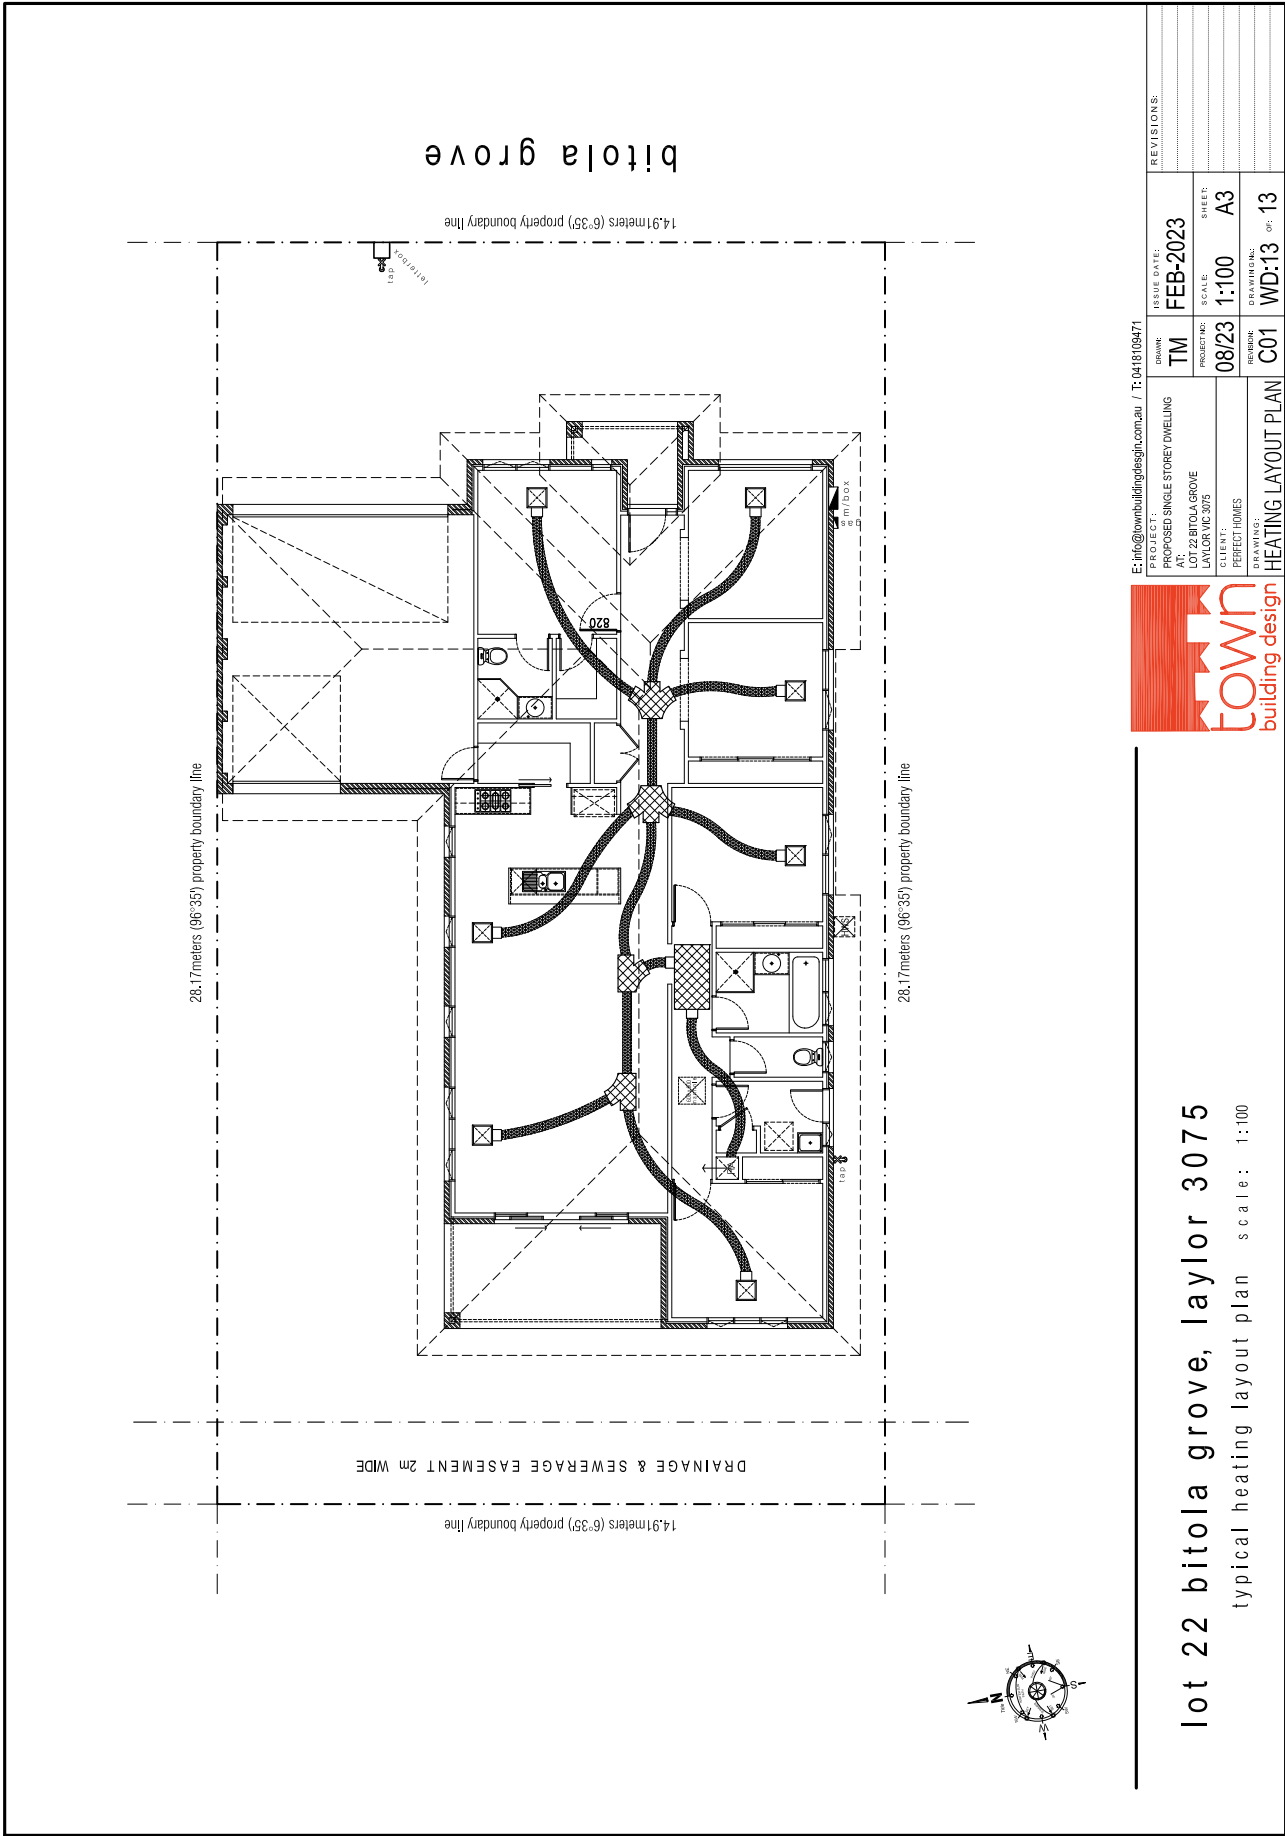 bitola grove
14.91meters (6°35') property boundary line
tap
letterbox
28.17meters (96°35') property boundary line
28.17meters (96°35') property boundary line
820
gas
m/box
HWS
tap
DRAINAGE & SEWERAGE EASEMENT 2m WIDE
14.91meters (6°35') property boundary line
N
S
W
lot 22 bitola grove, laylor 3075
typical heating layout plan scale: 1:100
town
building design
E: info@townbuildingdesgin.com.au / T: 0418109471
PROJECT:
PROPOSED SINGLE STOREY DWELLING
AT:
LOT 22 BITOLA GROVE
LAYLOR VIC 3075
CLIENT:
PERFECT HOMES
DRAWING:
HEATING LAYOUT PLAN
DRAWN:
TM
ISSUE DATE:
FEB-2023
PROJECT NO:
08/23
SCALE:
1:100
SHEET:
A3
REVISION:
C01
DRAWING No:
WD:13 OF: 13
REVISIONS: